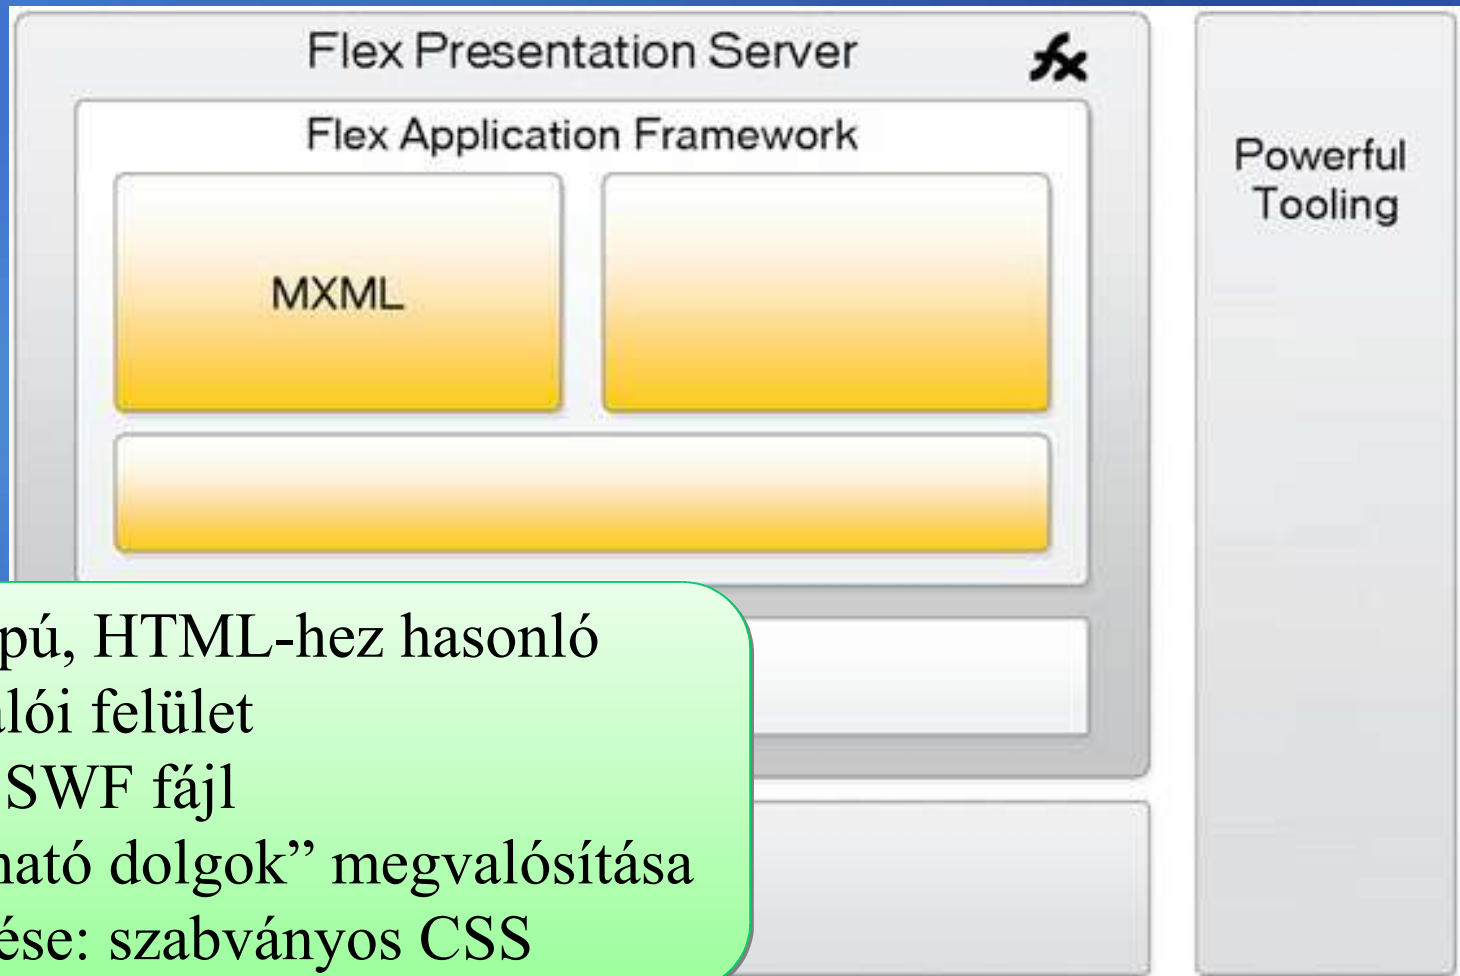 Flex Presentation Server fx
Flex Application Framework
MXML
Powerful
Tooling
pú, HTML-hez hasonló
lói felület
SWF fájl
ható dolgok” megvalósítása
ése: szabványos CSS